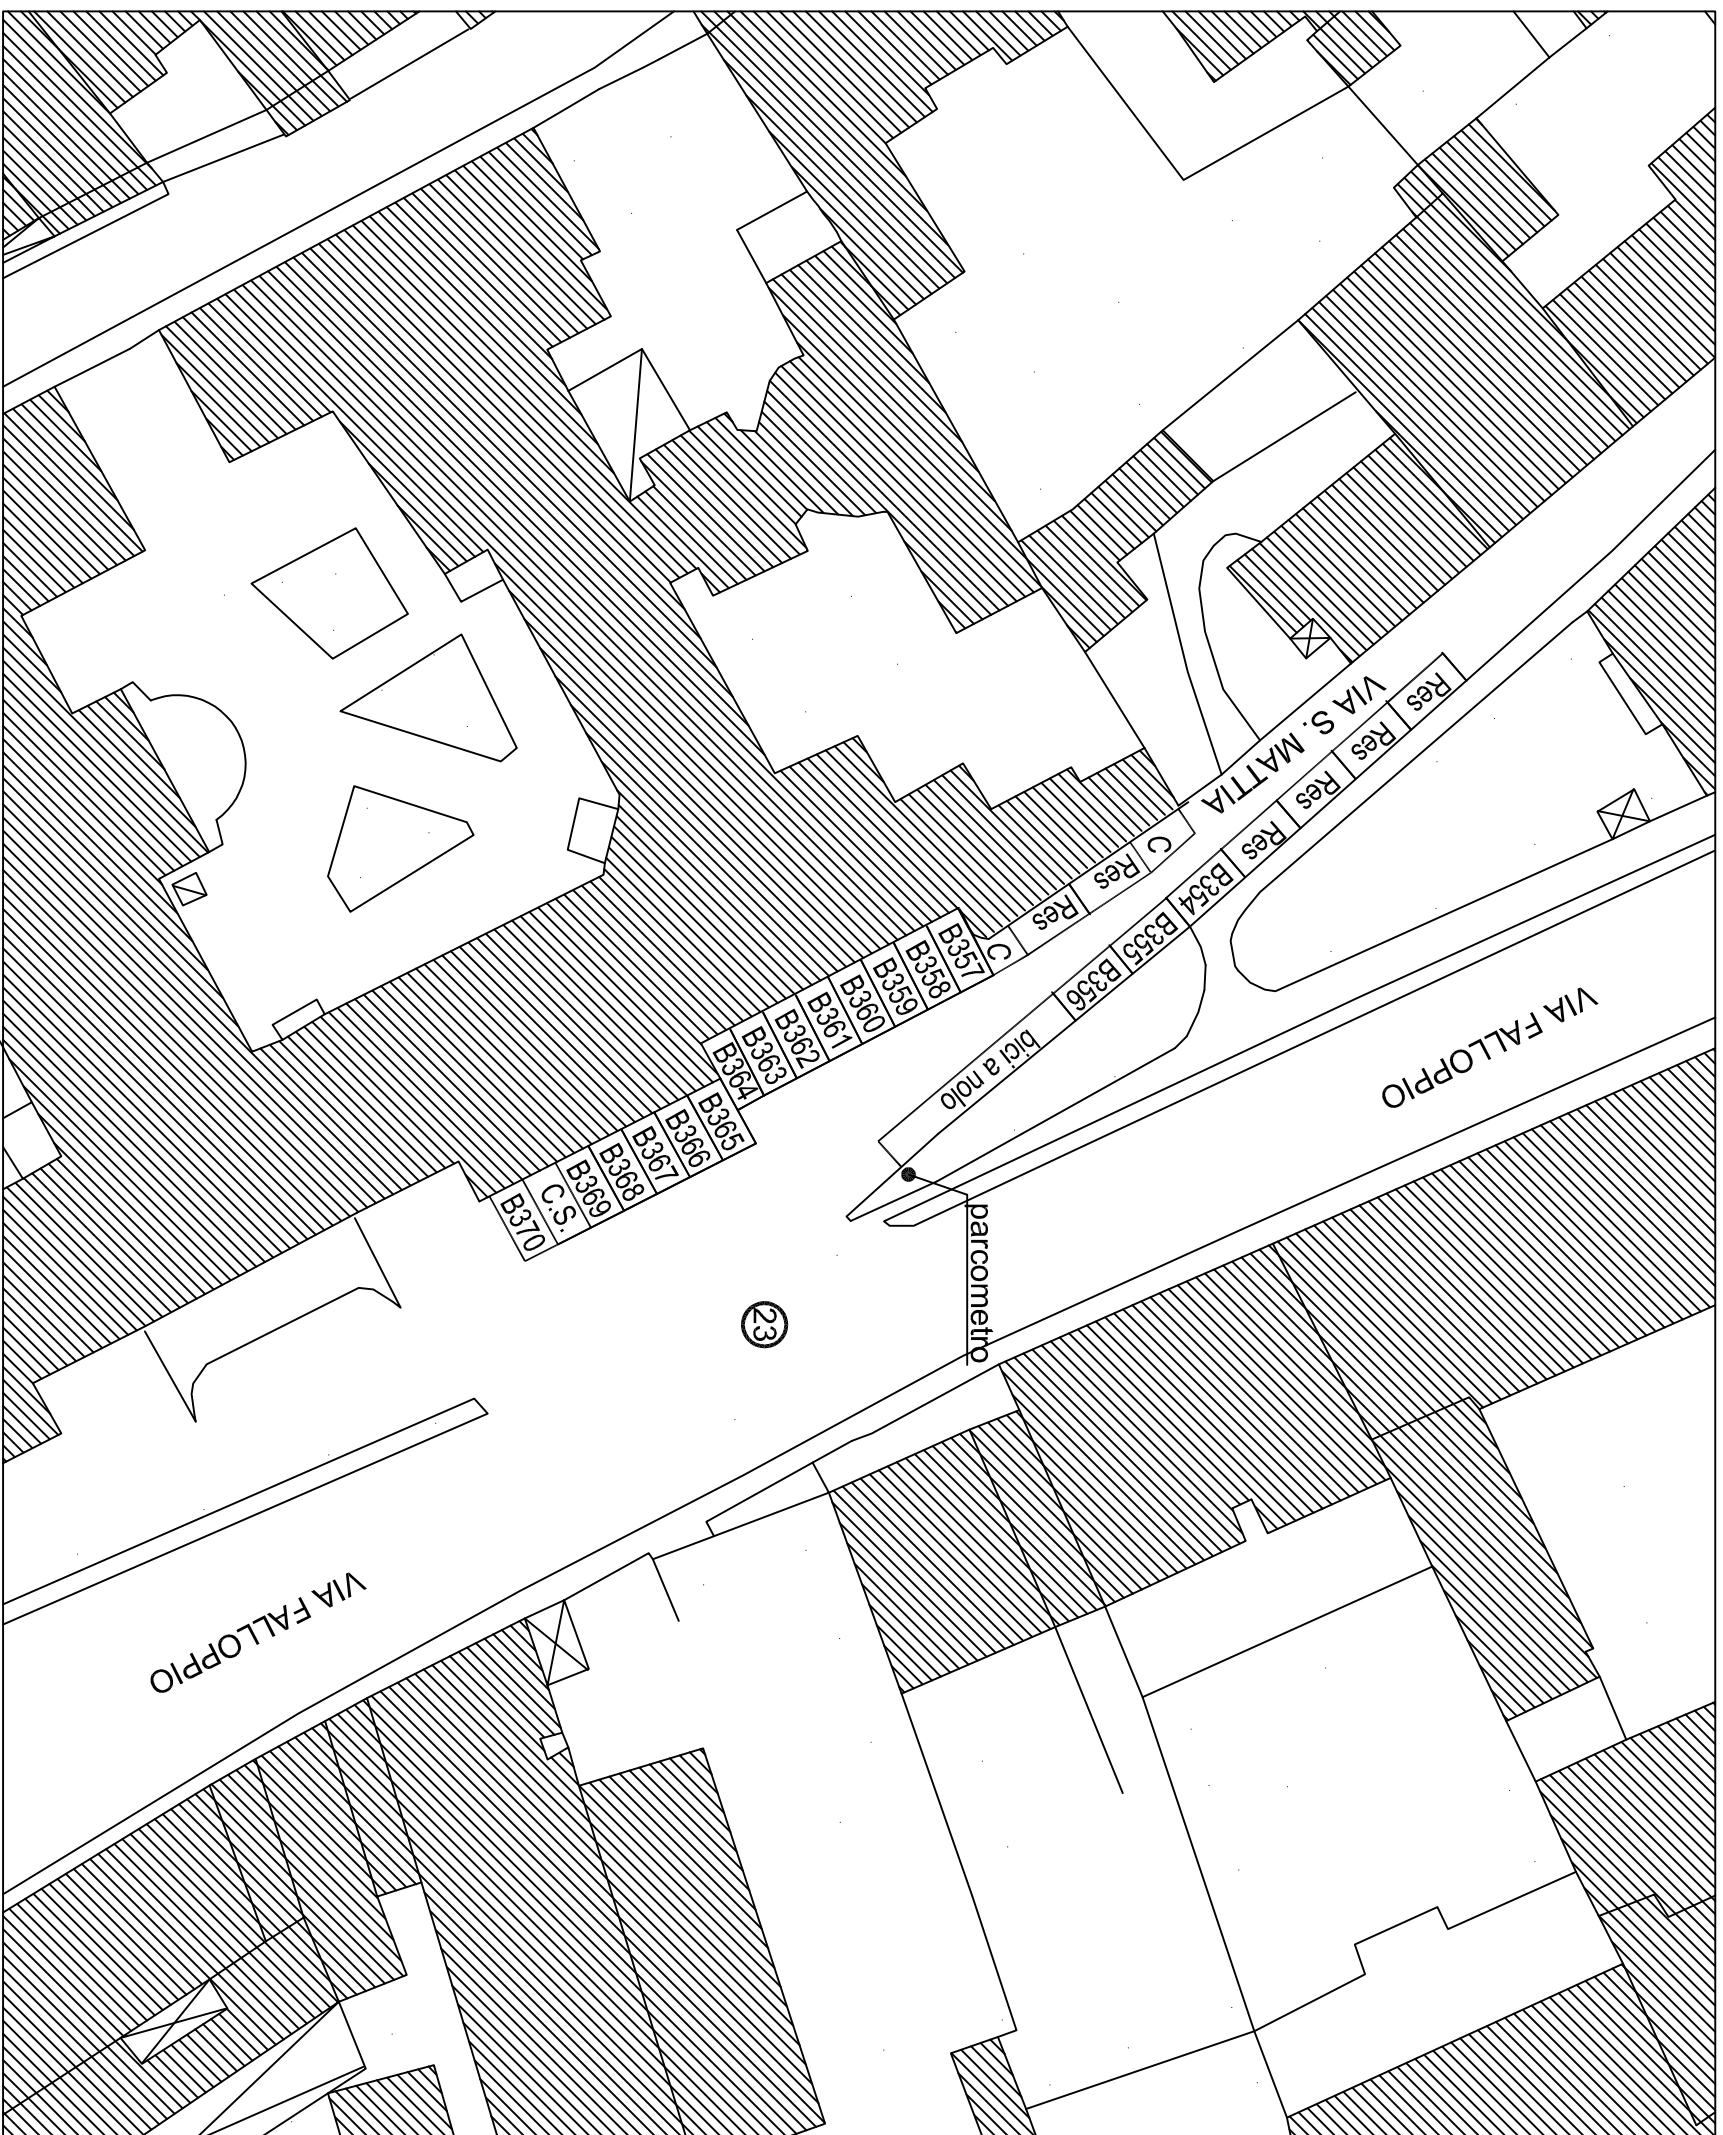 VIA S. MATTIA
Res
Res
Res
Res
C
Res
Res
C
B354
B355
B356
bici a nolo
B357
B358
B359
B360
B361
B362
B363
B364
B365
B366
B367
B368
B369
C.S.
B370
VIA FALLOPPIO
parcometro
23
VIA FALLOPPIO